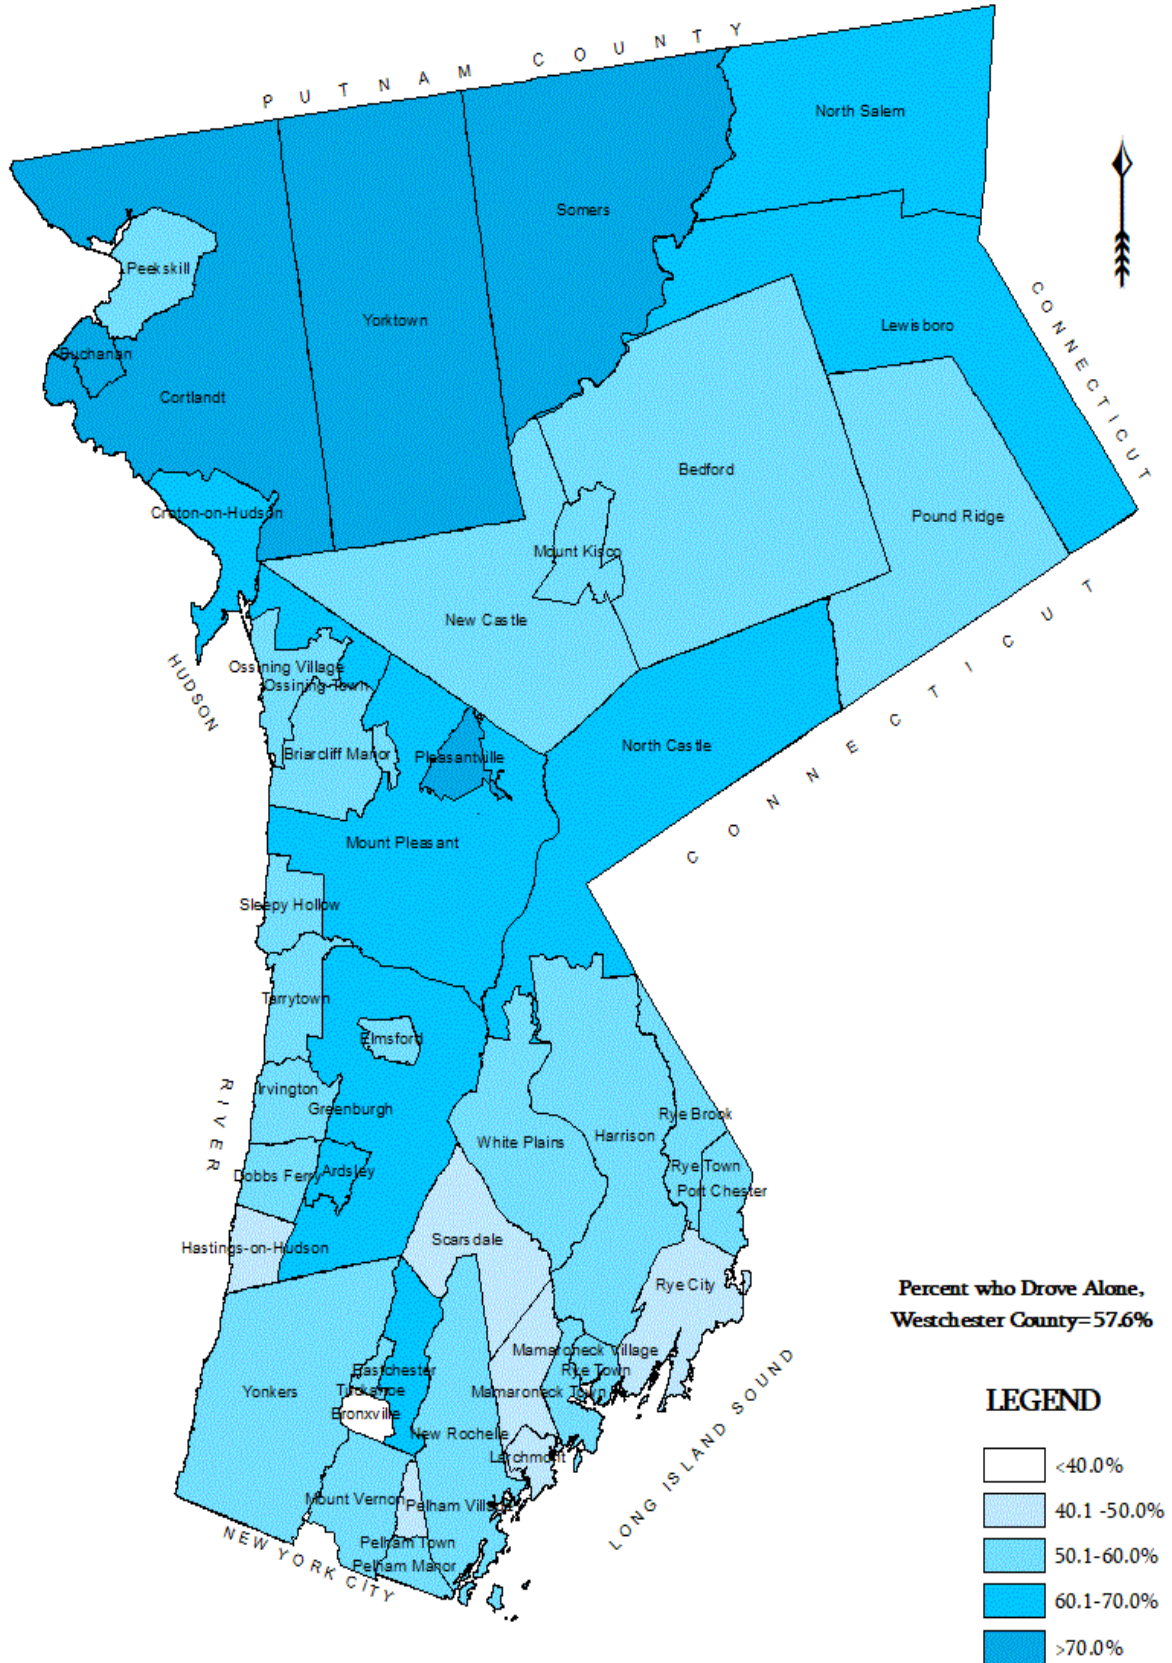 PUTNAM COUNTY
North Salem
Somers
Peekskill
Yorktown
Lewisboro
CONNECTICUT
Buchanan
Cortlandt
Bedford
Croton-on-Hudson
Pound Ridge
Mount Kisco
New Castle
CONNECTICUT
HUDSON
Ossining Village
Ossining Town
North Castle
Briarcliff Manor
Pleasantville
Mount Pleasant
Sleepy Hollow
Tarrytown
Elmsford
Irvington
Greenburgh
RIVER
Rye Brook
White Plains
Harrison
Dobbs Ferry
Ardsley
Rye Town
Port Chester
Scarsdale
Hastings-on-Hudson
Rye City
Percent who Drove Alone,
Westchester County=57.6%
Mamaroneck Village
Eastchester
Rye Town
Yonkers
Tuckahoe
Mamaroneck Town
LONG ISLAND SOUND
Bronxville
New Rochelle
Larchmont
Mount Vernon
Pelham Village
NEW YORK CITY
Pelham Town
Pelham Manor
LEGEND
<40.0%
40.1 -50.0%
50.1-60.0%
60.1-70.0%
>70.0%